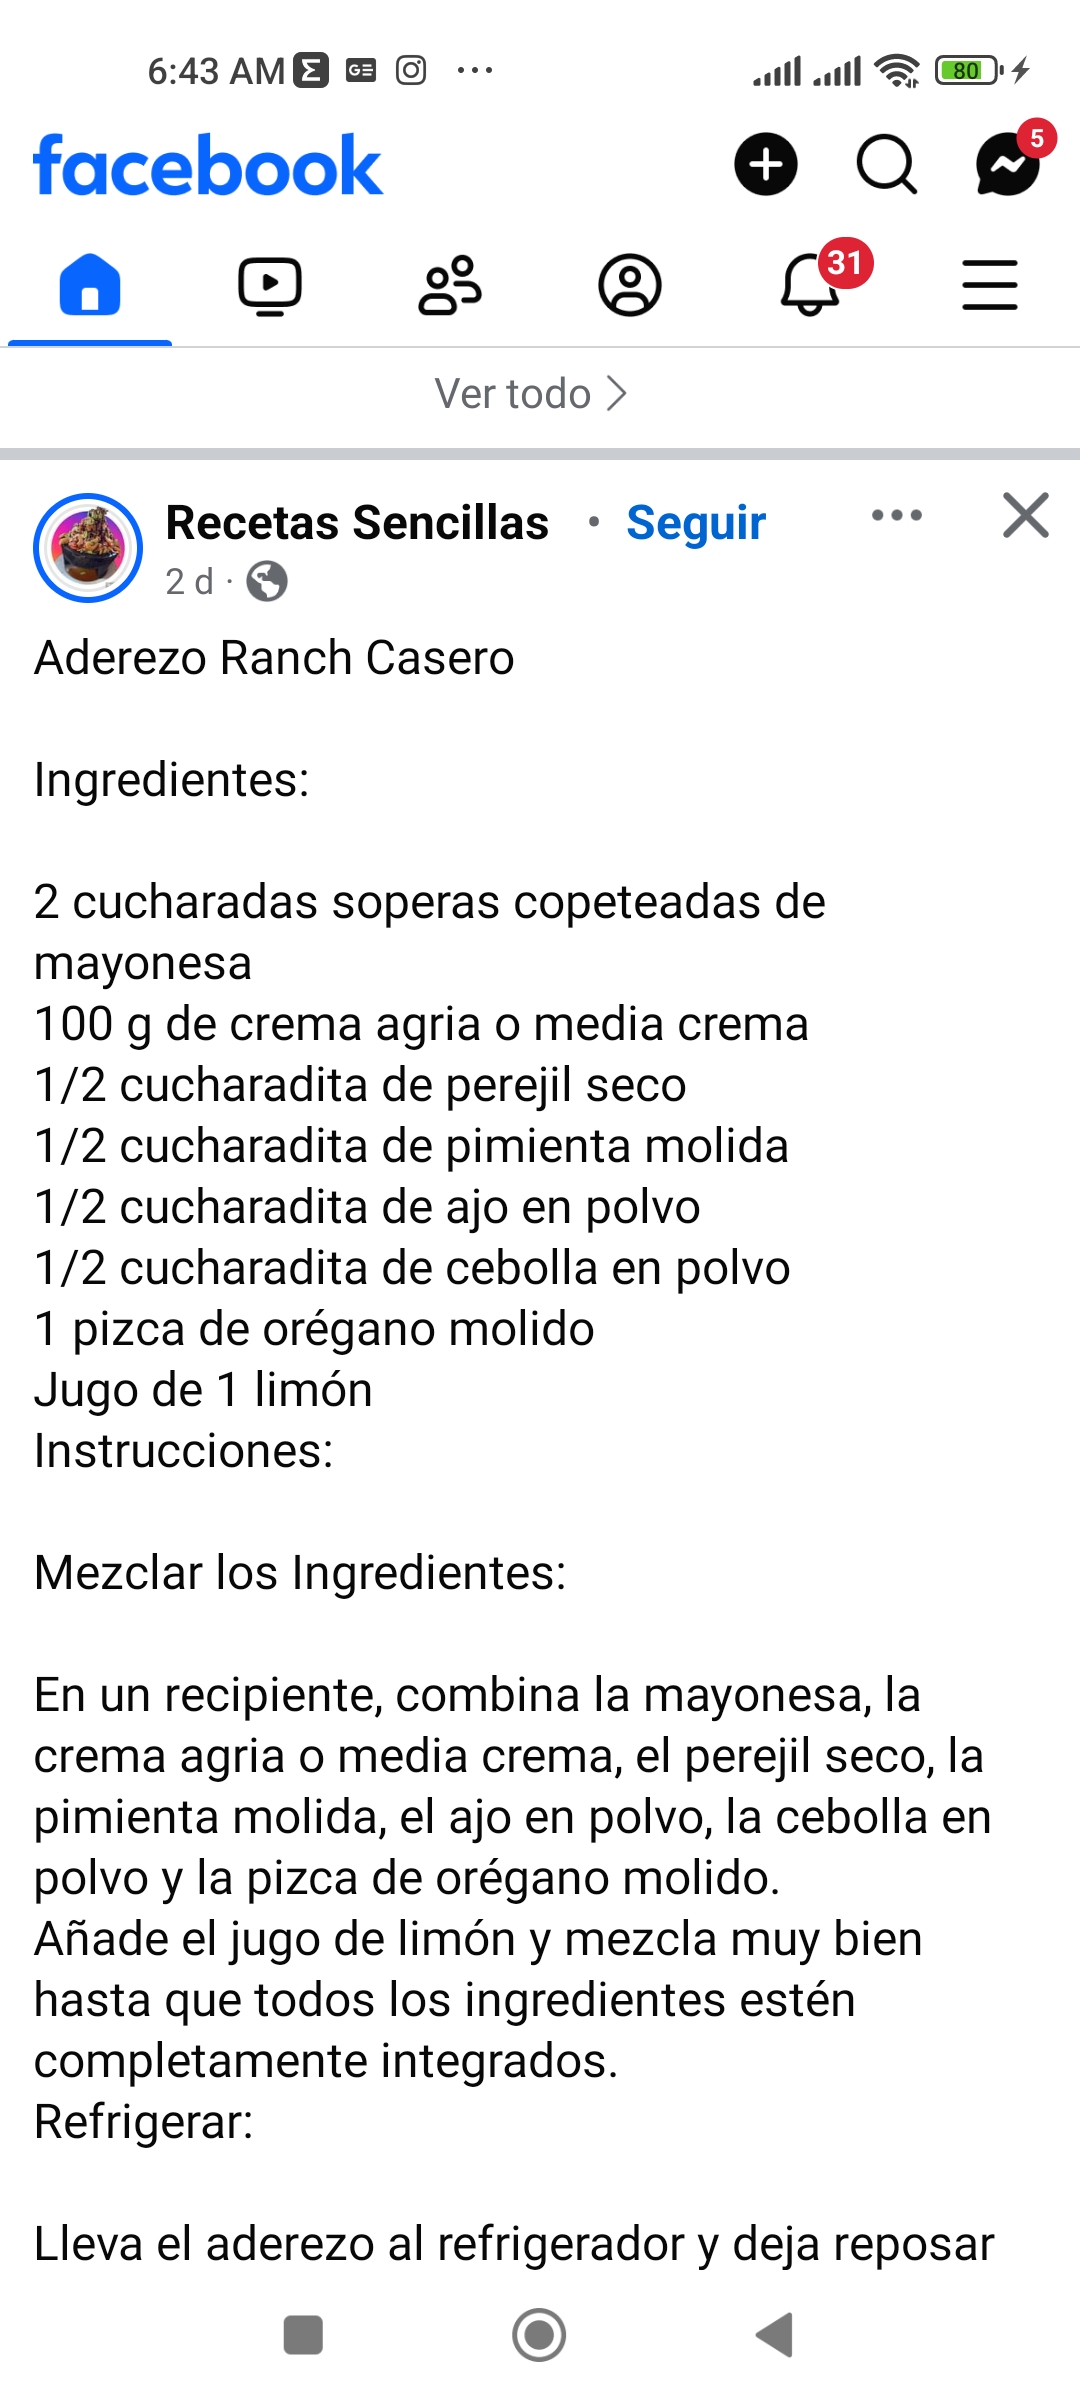 6:43 AM
80
facebook
5
31
Ver todo
Recetas Sencillas • Seguir
2 d ·
Aderezo Ranch Casero
Ingredientes:
2 cucharadas soperas copeteadas de
mayonesa
100 g de crema agria o media crema
1/2 cucharadita de perejil seco
1/2 cucharadita de pimienta molida
1/2 cucharadita de ajo en polvo
1/2 cucharadita de cebolla en polvo
1 pizca de orégano molido
Jugo de 1 limón
Instrucciones:
Mezclar los Ingredientes:
En un recipiente, combina la mayonesa, la
crema agria o media crema, el perejil seco, la
pimienta molida, el ajo en polvo, la cebolla en
polvo y la pizca de orégano molido.
Añade el jugo de limón y mezcla muy bien
hasta que todos los ingredientes estén
completamente integrados.
Refrigerar:
Lleva el aderezo al refrigerador y deja reposar